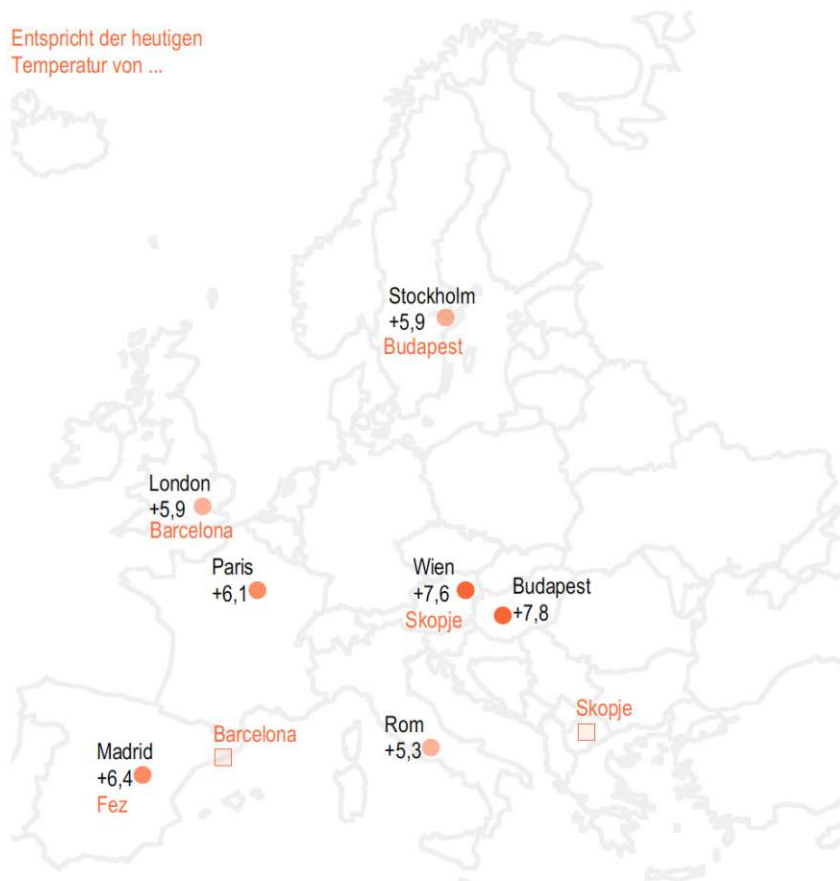 Entspricht der heutigen
Temperatur von ...
Stockholm
+5,9
Budapest
London
+5,9
Barcelona
Paris
+6,1
Wien
+7,6
Skopje
Budapest
+7,8
Skopje
Barcelona
Rom
+5,3
Madrid
+6,4
Fez